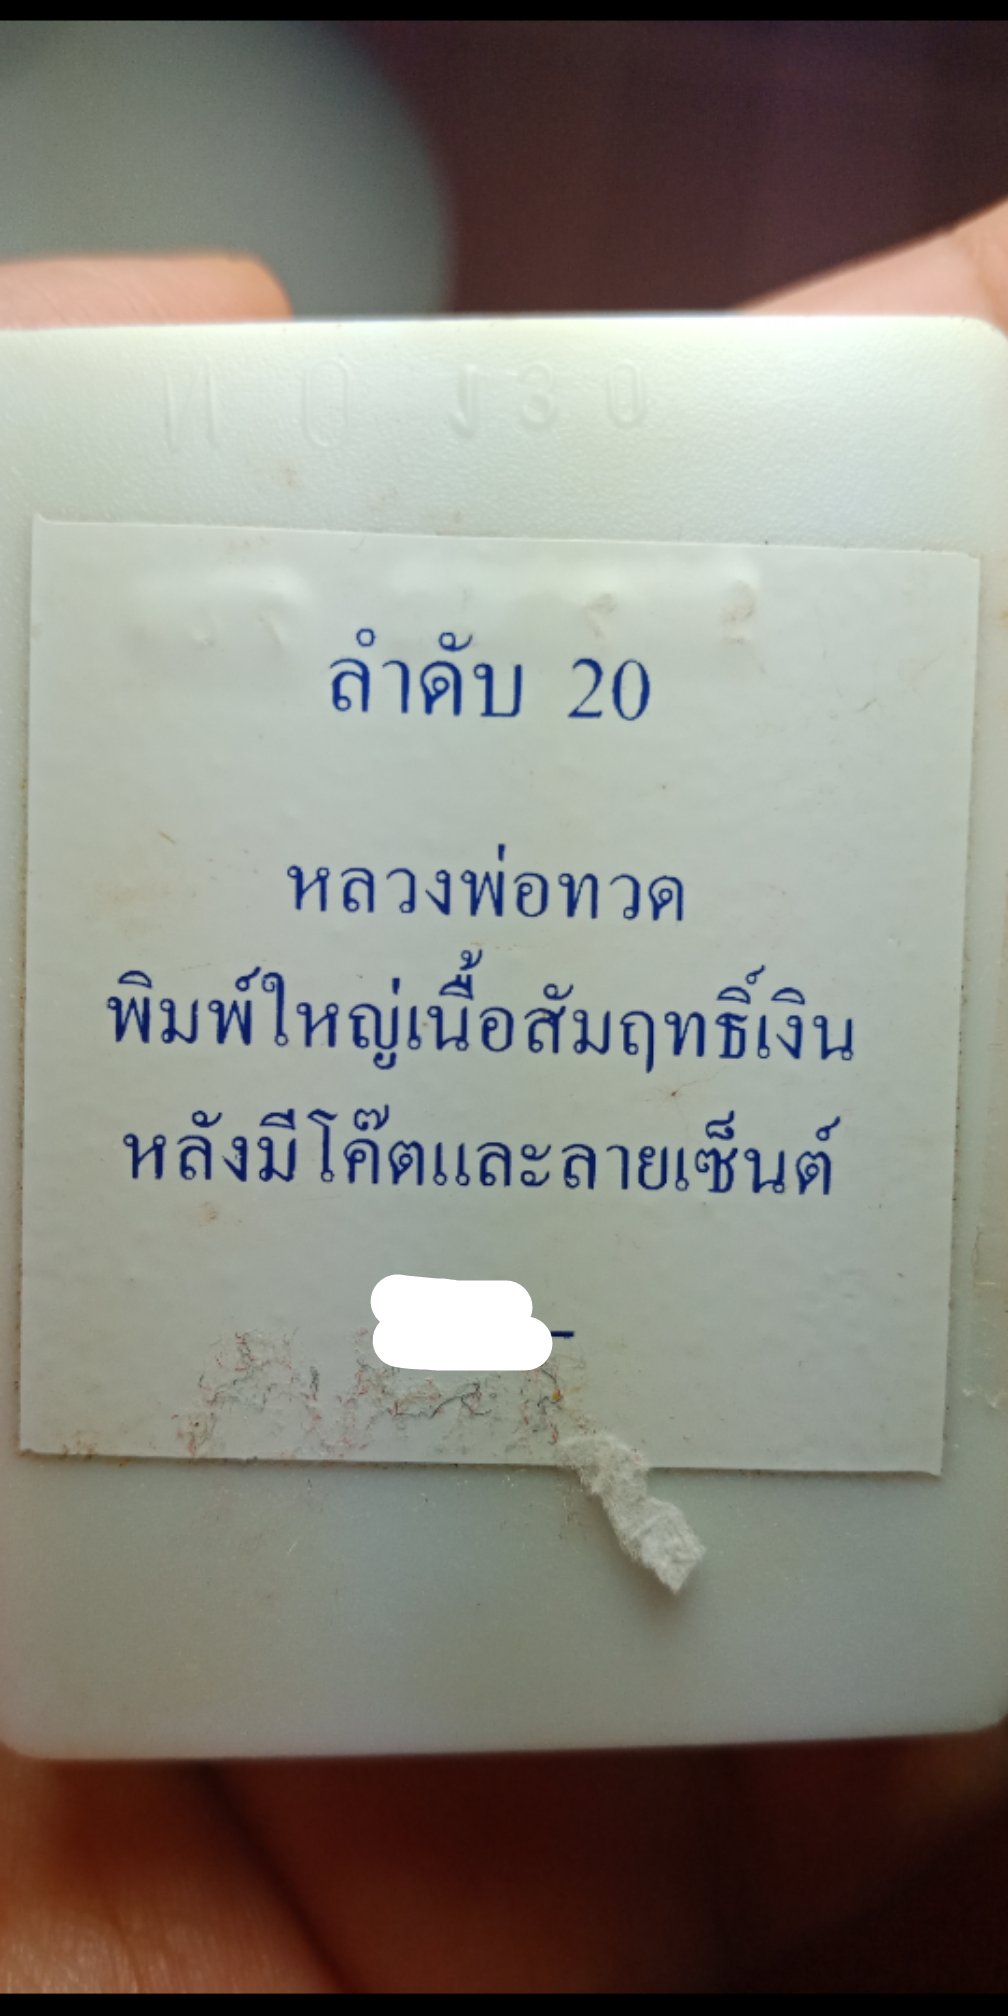 ลำดับ 20
หลวงพ่อทวด
พิมพ์ใหญ่เนื้อสัมฤทธิ์เงิน
หลังมีโค๊ตและลายเซ็นต์